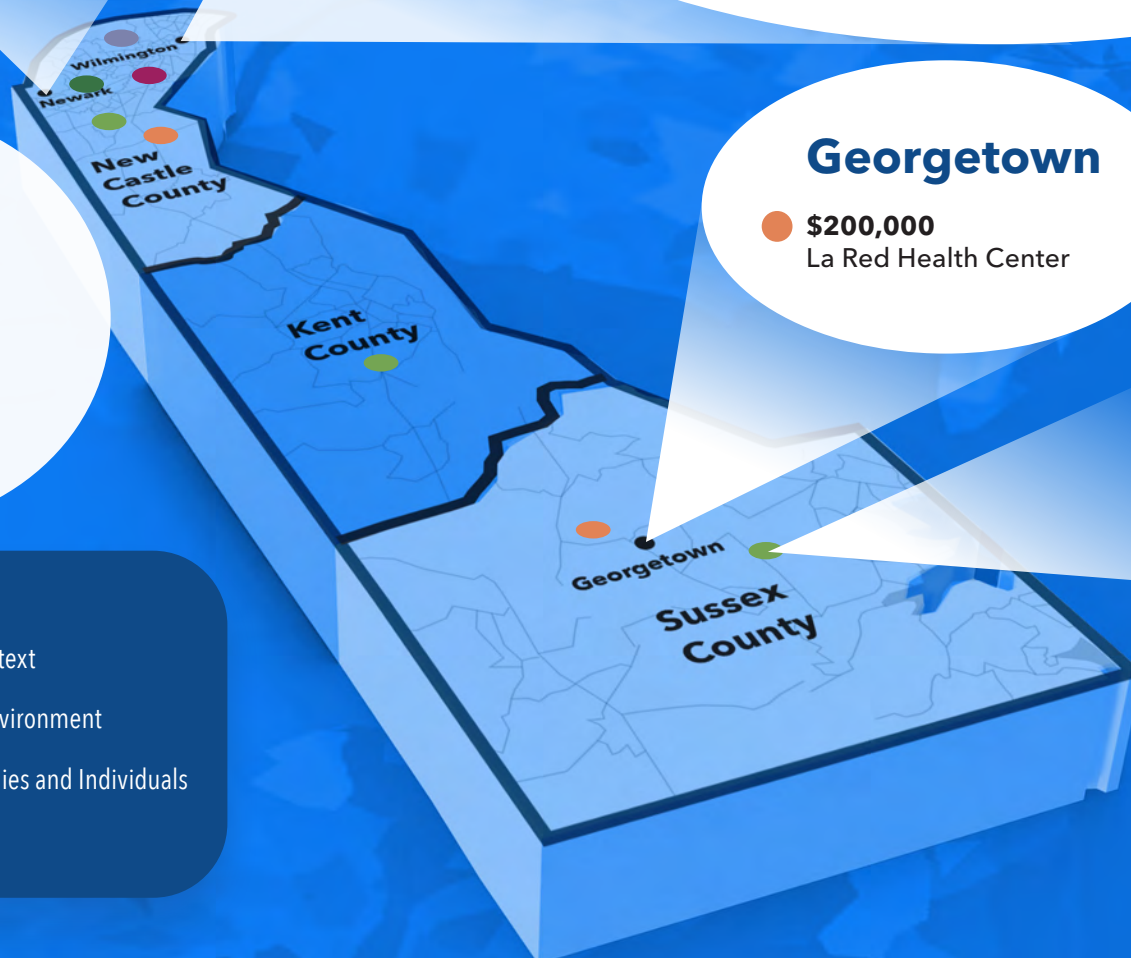 Wilmington
Newark
New
Castle
County
Georgetown
$200,000
La Red Health Center
Kent
County
Georgetown
Sussex
County
text
vironment
ies and Individuals